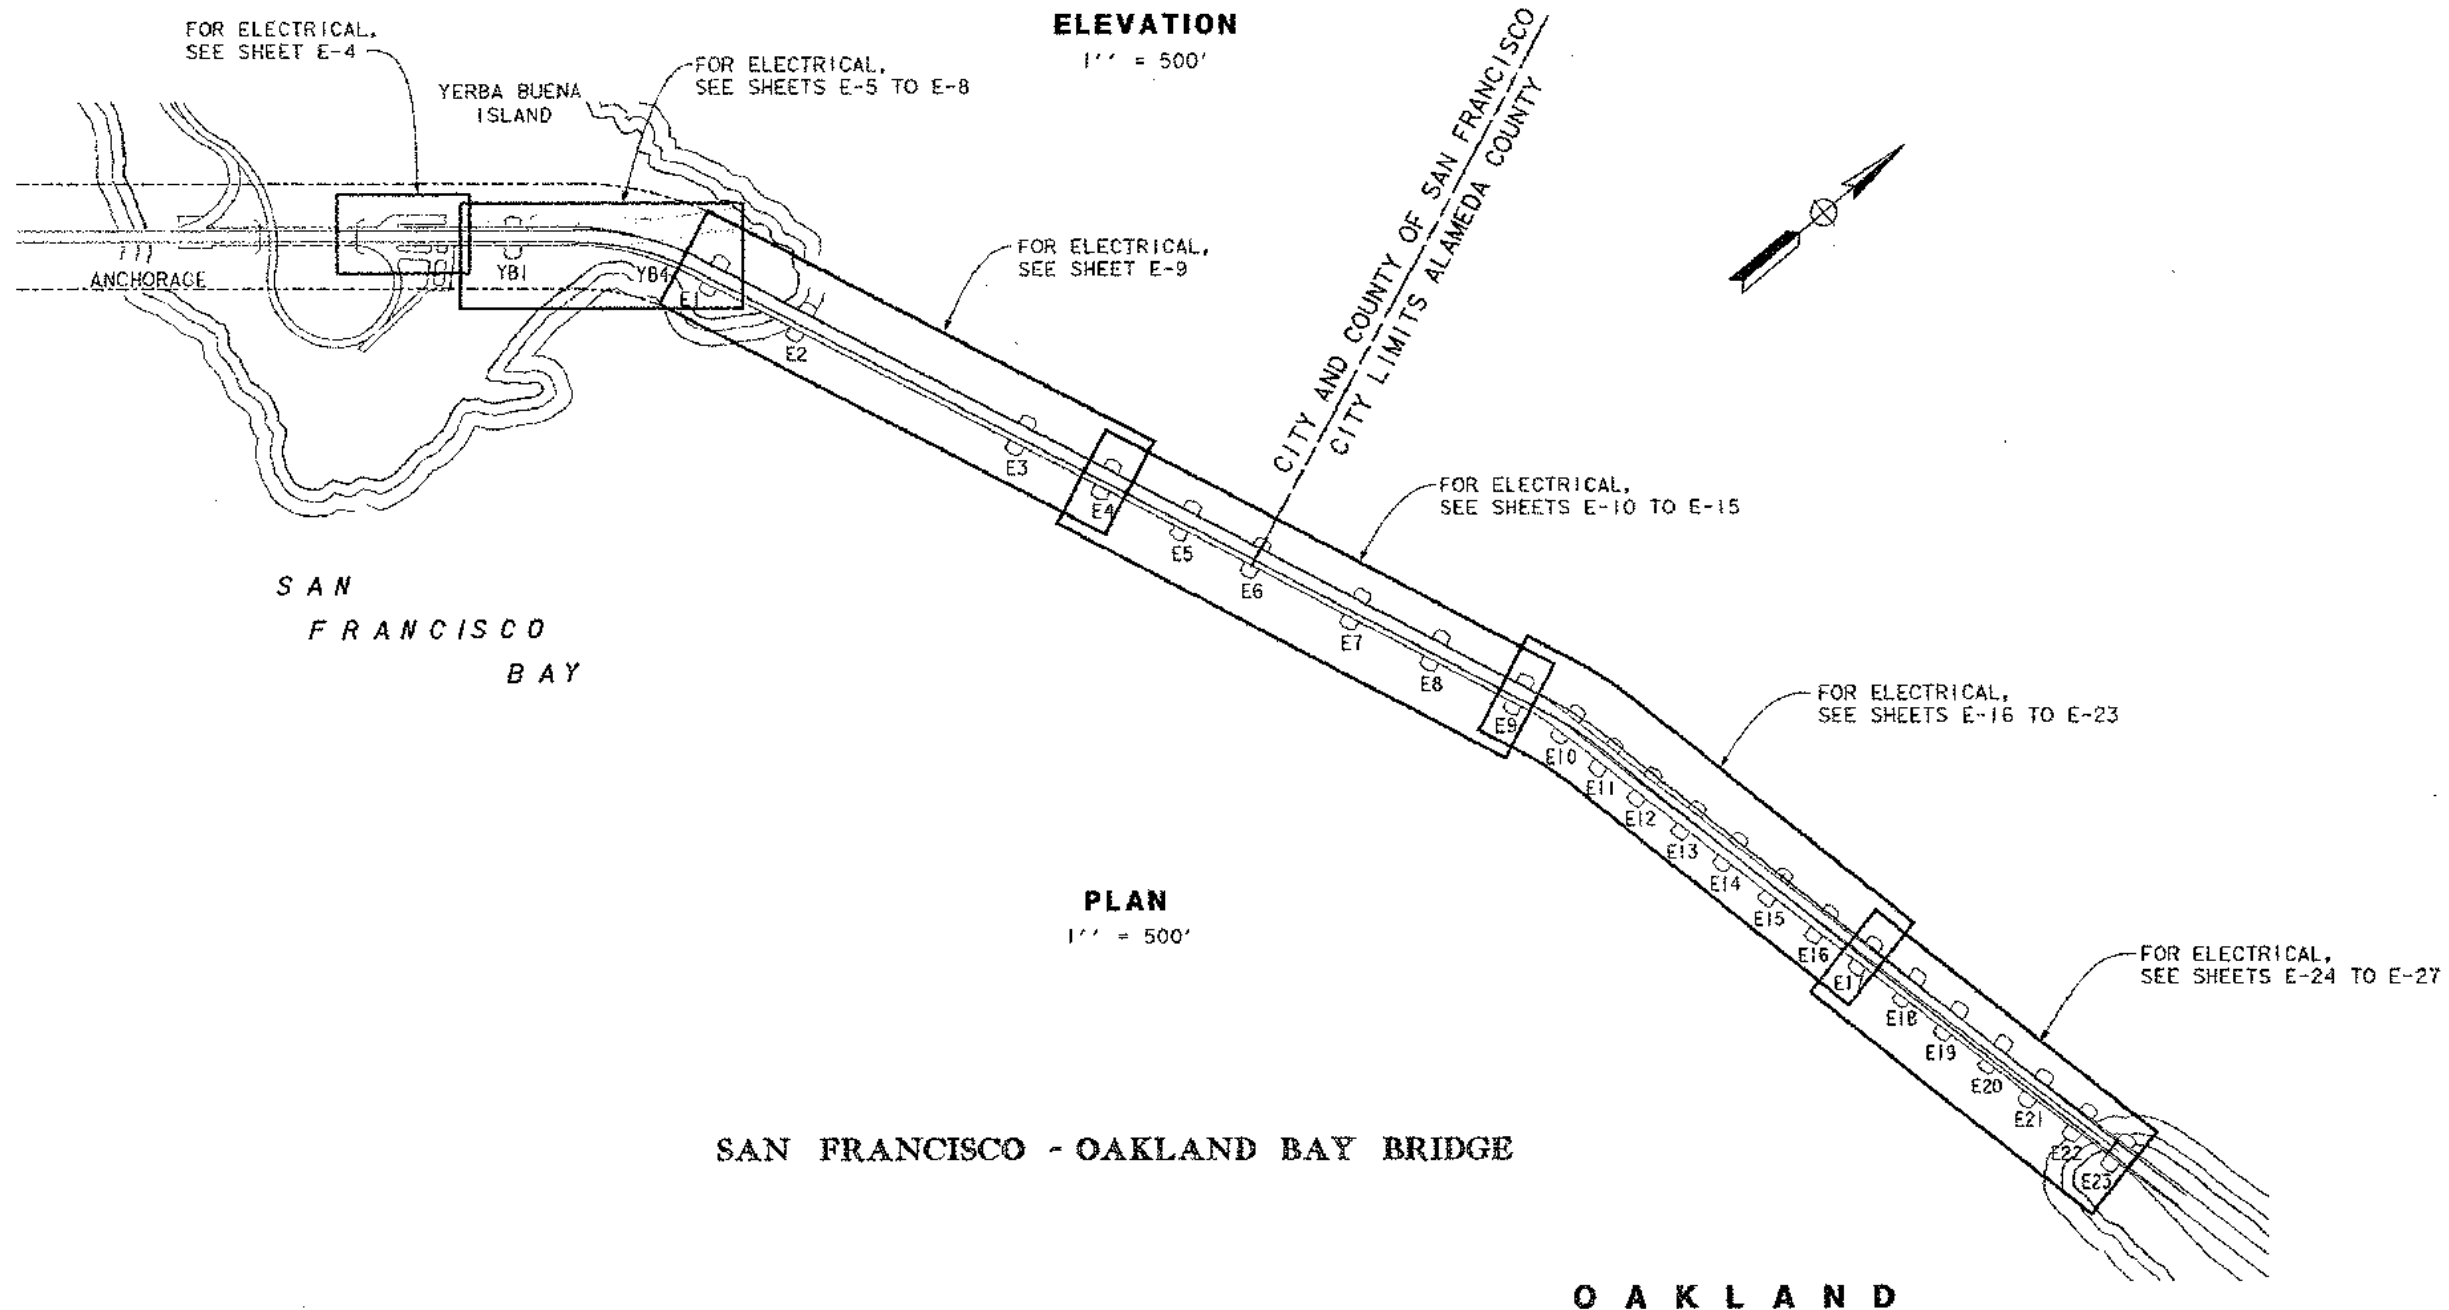 ELEVATION
1'' = 500'
FOR ELECTRICAL,
SEE SHEET E-4
FOR ELECTRICAL,
SEE SHEETS E-5 TO E-8
YERBA BUENA
ISLAND
CITY AND COUNTY OF SAN FRANCISCO
CITY LIMITS ALAMEDA COUNTY
ANCHORAGE
YB1
YB4
E1
E2
FOR ELECTRICAL,
SEE SHEET E-9
E3
E4
E5
E6
E7
E8
E9
FOR ELECTRICAL,
SEE SHEETS E-10 TO E-15
SAN
FRANCISCO
BAY
FOR ELECTRICAL,
SEE SHEETS E-16 TO E-23
E10
E11
E12
E13
E14
E15
E16
E17
E18
E19
E20
E21
E22
E23
PLAN
1'' = 500'
FOR ELECTRICAL,
SEE SHEETS E-24 TO E-27
SAN FRANCISCO - OAKLAND BAY BRIDGE
OAKLAND